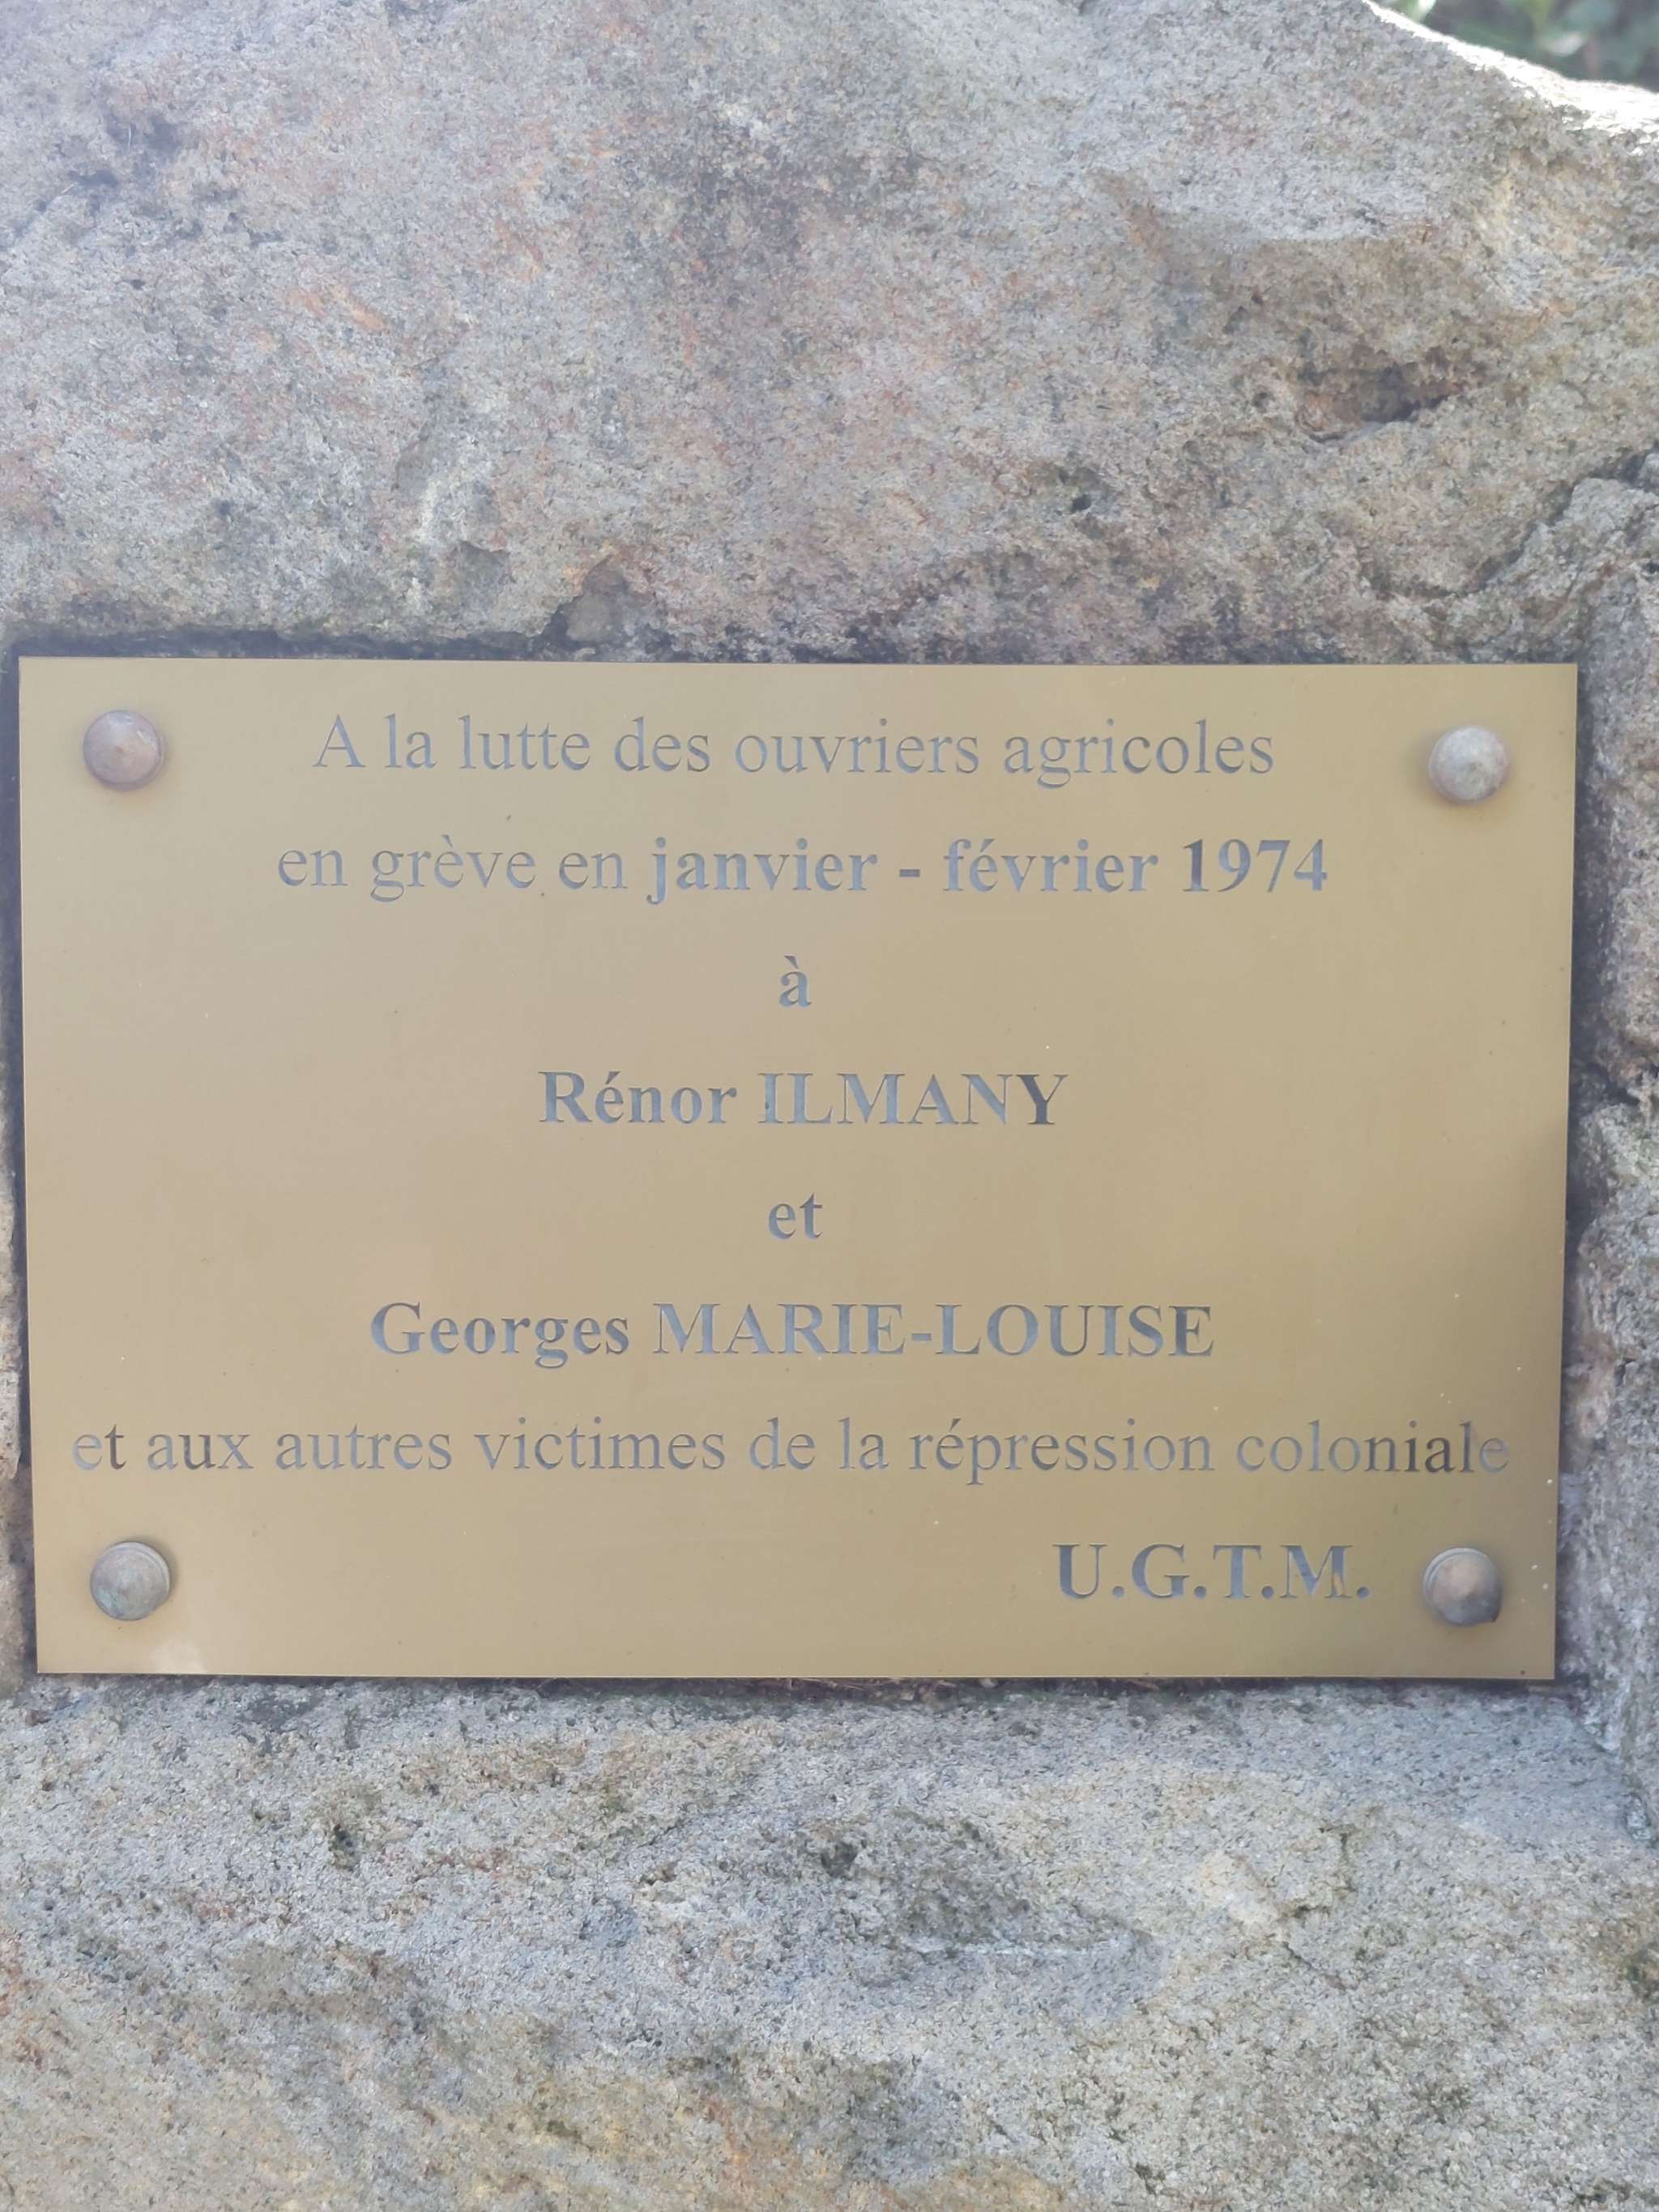 A la lutte des ouvriers agricoles
en grève en janvier - février 1974
à
Rénor ILMANY
et
Georges MARIE-LOUISE
et aux autres victimes de la répression coloniale
U.G.T.M.